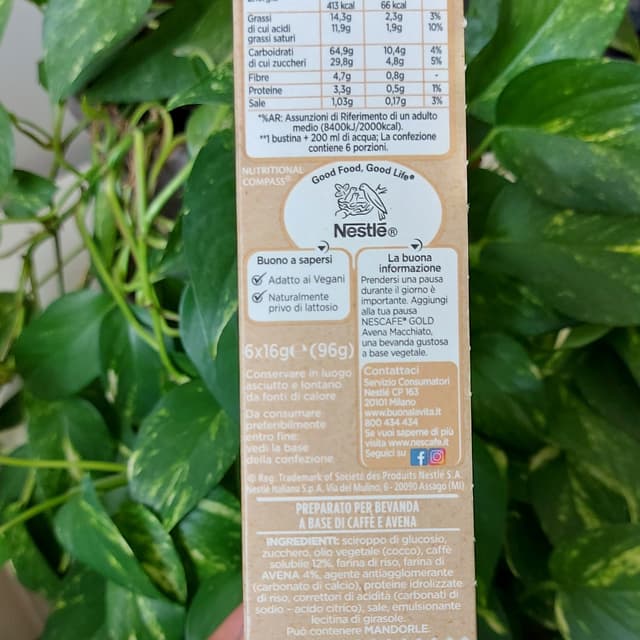 413 kcal 66 kcal
Grassi 14,3g 2,3g 3%
di cui acidi 11,9g 1,9g 10%
grassi saturi
Carboidrati 64,9g 10,4g 4%
di cui zuccheri 29,8g 4,8g 5%
Fibre 4,7g 0,8g -
Proteine 3,3g 0,5g 1%
Sale 1,03g 0,17g 3%
*%AR: Assunzioni di Riferimento di un adulto
medio (8400kJ/2000kcal).
**1 bustina + 200 ml di acqua; La confezione
contiene 6 porzioni.
NUTRITIONAL
COMPASS®
Good Food, Good Life®
Nestlé®
Buono a sapersi
Adatto ai Vegani
Naturalmente
privo di lattosio
La buona
informazione
Prendersi una pausa
durante il giorno è
importante. Aggiungi
alla tua pausa
NESCAFÉ® GOLD
Avena Macchiato,
una bevanda gustosa
a base vegetale.
6x16g (96g)
Conservare in luogo
asciutto e lontano
da fonti di calore
Da consumare
preferibilmente
entro fine:
vedi la base
della confezione
Contattaci
Servizio Consumatori
Nestlé CP 163
20101 Milano
www.buonalavita.it
800 434 434
Se vuoi saperne di più
visita www.nescafe.it
Seguici su
® Reg. Trademark of Société des Produits Nestlé S.A.
Nestlé Italiana S.p.A. Via del Mulino, 6 - 20090 Assago (MI)
PREPARATO PER BEVANDA
A BASE DI CAFFÈ E AVENA
INGREDIENTI: sciroppo di glucosio,
zucchero, olio vegetale (cocco), caffè
solubile 12%, farina di riso, farina di
AVENA 4%, agente antiagglomerante
(carbonato di calcio), proteine idrolizzate
di riso, correttori di acidità (carbonati di
sodio - acido citrico), sale, emulsionante
lecitina di girasole.
Può contenere MANDORLE.